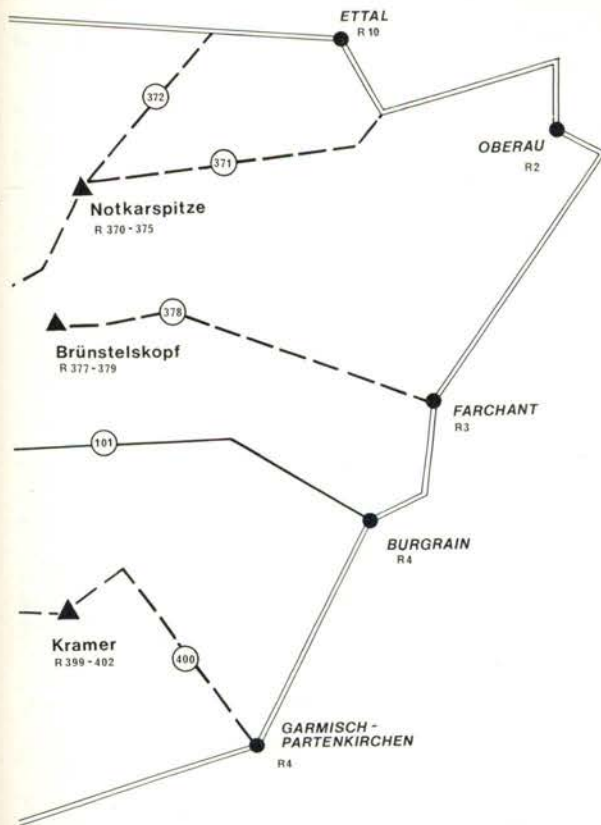 ETTAL
R 10
372
371
OBERAU
R 2
Notkarspitze
R 370-375
378
Brünstelskopf
R 377-379
FARCHANT
R3
101
BURGRAIN
R4
Kramer
R 399-402
400
GARMISCH-
PARTENKIRCHEN
R4